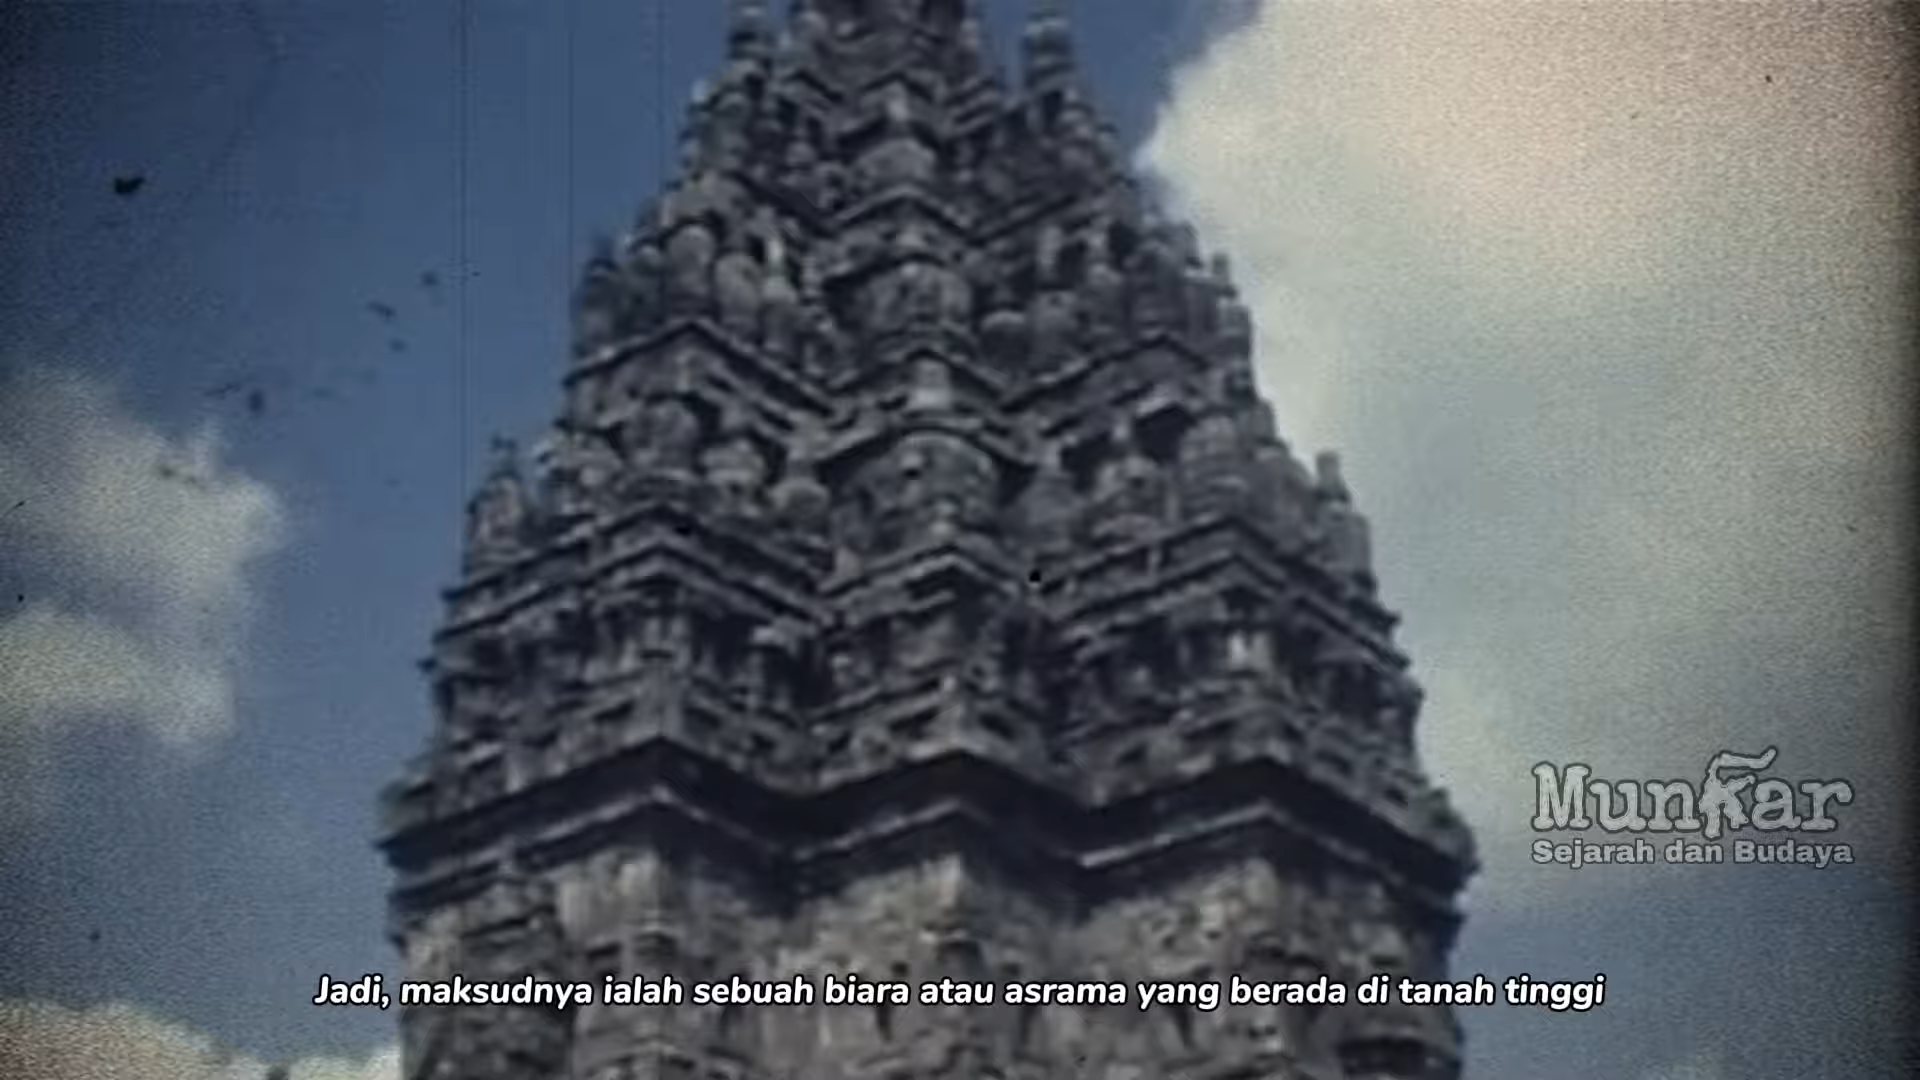 Munkar
Sejarah dan Budaya
Jadi, maksudnya ialah sebuah biara atau asrama yang berada di tanah tinggi